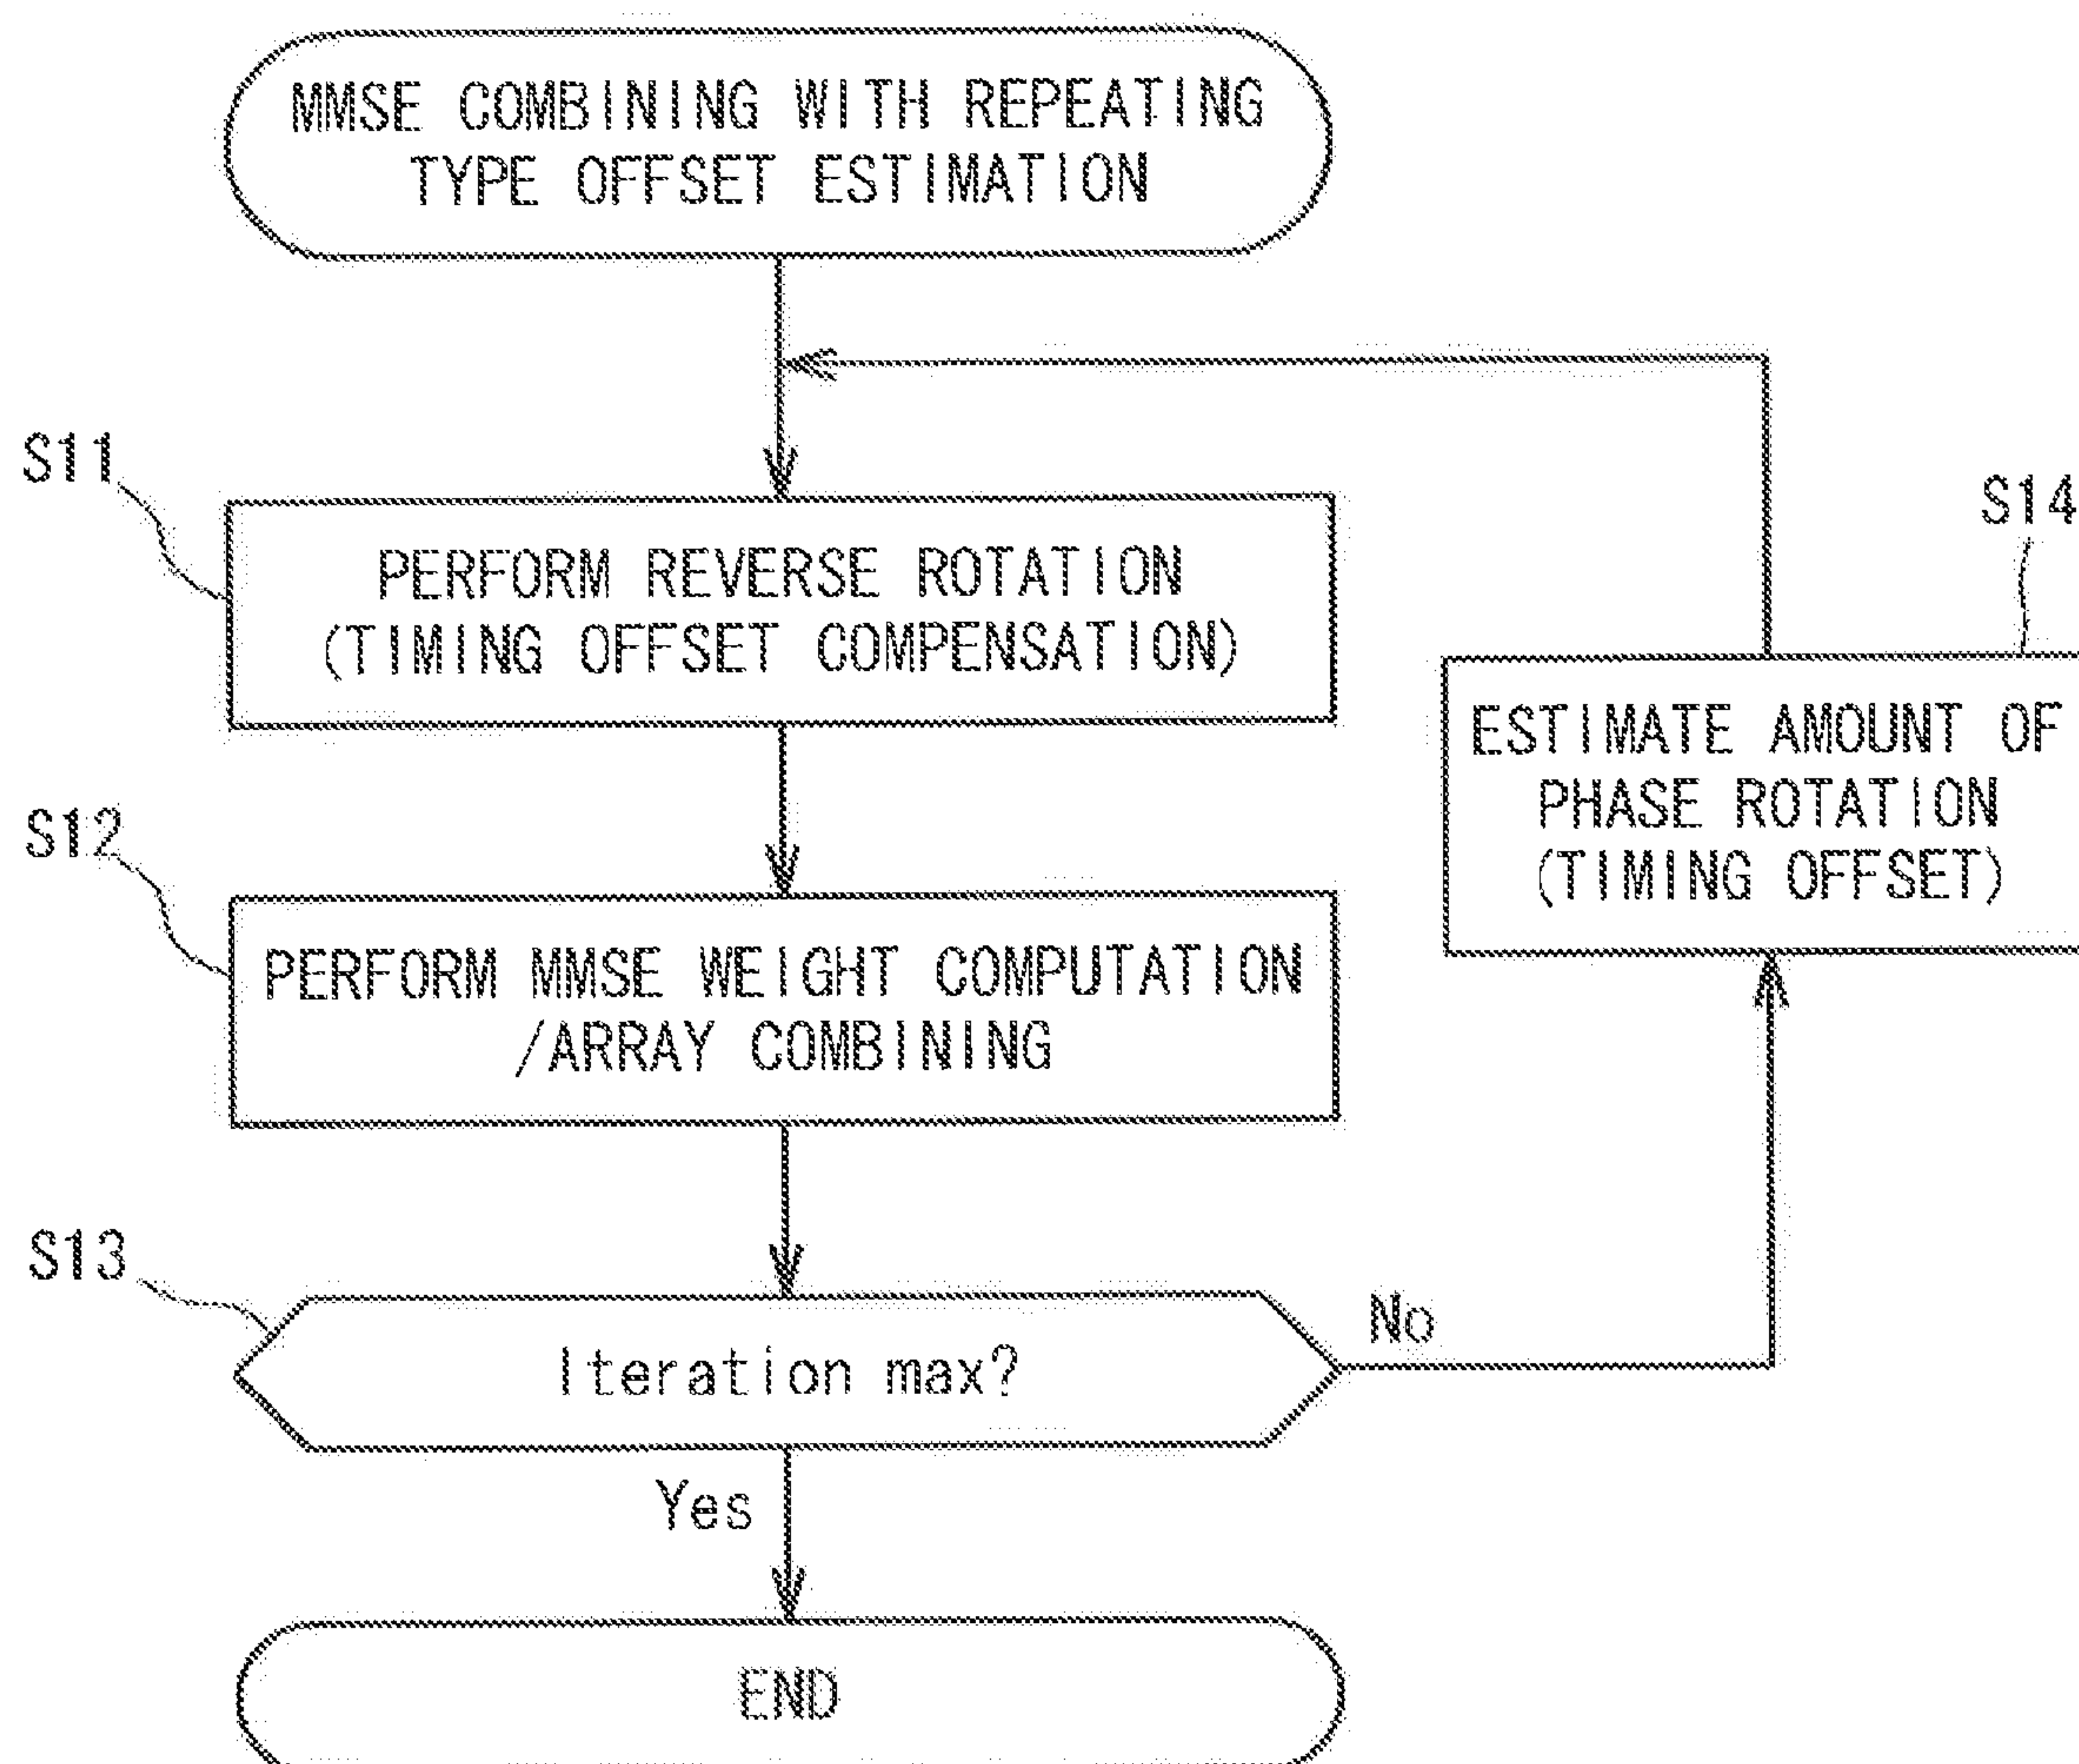 MMSE COMBINING WITH REPEATING
TYPE OFFSET ESTIMATION
S11
PERFORM REVERSE ROTATION
(TIMING OFFSET COMPENSATION)
S14
ESTIMATE AMOUNT OF
PHASE ROTATION
(TIMING OFFSET)
S12
PERFORM MMSE WEIGHT COMPUTATION
/ARRAY COMBINING
S13
Iteration max?
No
Yes
END